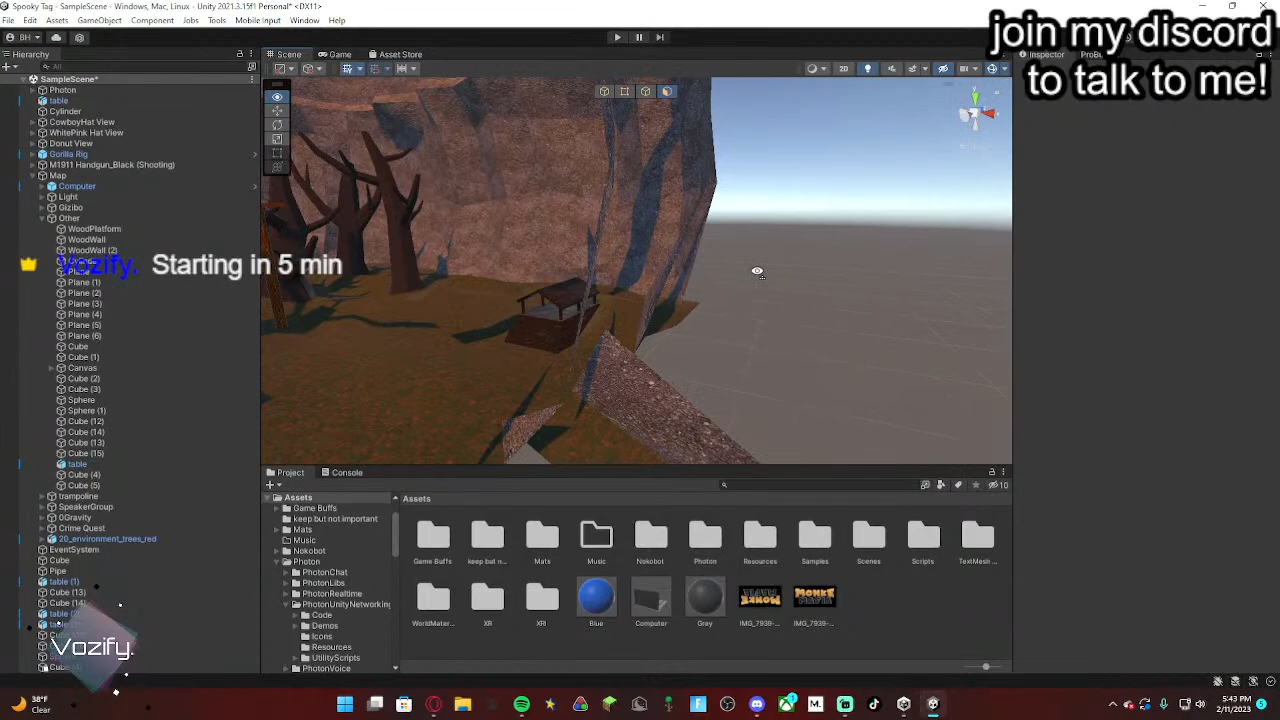 Spooky Tag - SampleScene - Windows, Mac, Linux - Unity 2021.3.15f1 Personal* <DX11>
File Edit Assets GameObject Component Jobs Tools Window Help
join my discord
to talk to me!
BH
Hierarchy
Scene
Game
Asset Store
Inspector
All
2D
SampleScene*
Photon
table
Cylinder
CowboyHat View
WhitePink Hat View
Donut View
Gorilla Rig
M1911 Handgun_Black (Shooting)
Map
Computer
Light
Gizibo
Other
WoodPlatform
WoodWall
WoodWall (2)
Vozify. Starting in 5 min
Plane (1)
Plane (2)
Plane (3)
Plane (4)
Plane (5)
Plane (6)
Cube
Cube (1)
Canvas
Cube (2)
Cube (3)
Sphere
Sphere (1)
Cube (12)
Cube (14)
Cube (13)
Cube (15)
table
Cube (4)
Cube (5)
trampoline
SpeakerGroup
0Gravity
Crime Quest
20_environment_trees_red
EventSystem
Cube
Pipe
table (1)
Cube (13)
Cube (14)
Vozify.
Project
Console
10
Assets
Game Buffs
keep but not important
Mats
Music
Nokobot
Photon
PhotonChat
PhotonLibs
PhotonRealtime
PhotonUnityNetworking
Code
Demos
Icons
Resources
UtilityScripts
PhotonVoice
Assets
Game Buffs
keep but n...
Mats
Music
Nokobot
Photon
Resources
Samples
Scenes
Scripts
TextMesh ...
WorldMater...
XR
XRI
Blue
Computer
Grey
IMG_7939-...
IMG_7939-...
38°F
Clear
5:43 PM
2/11/2023